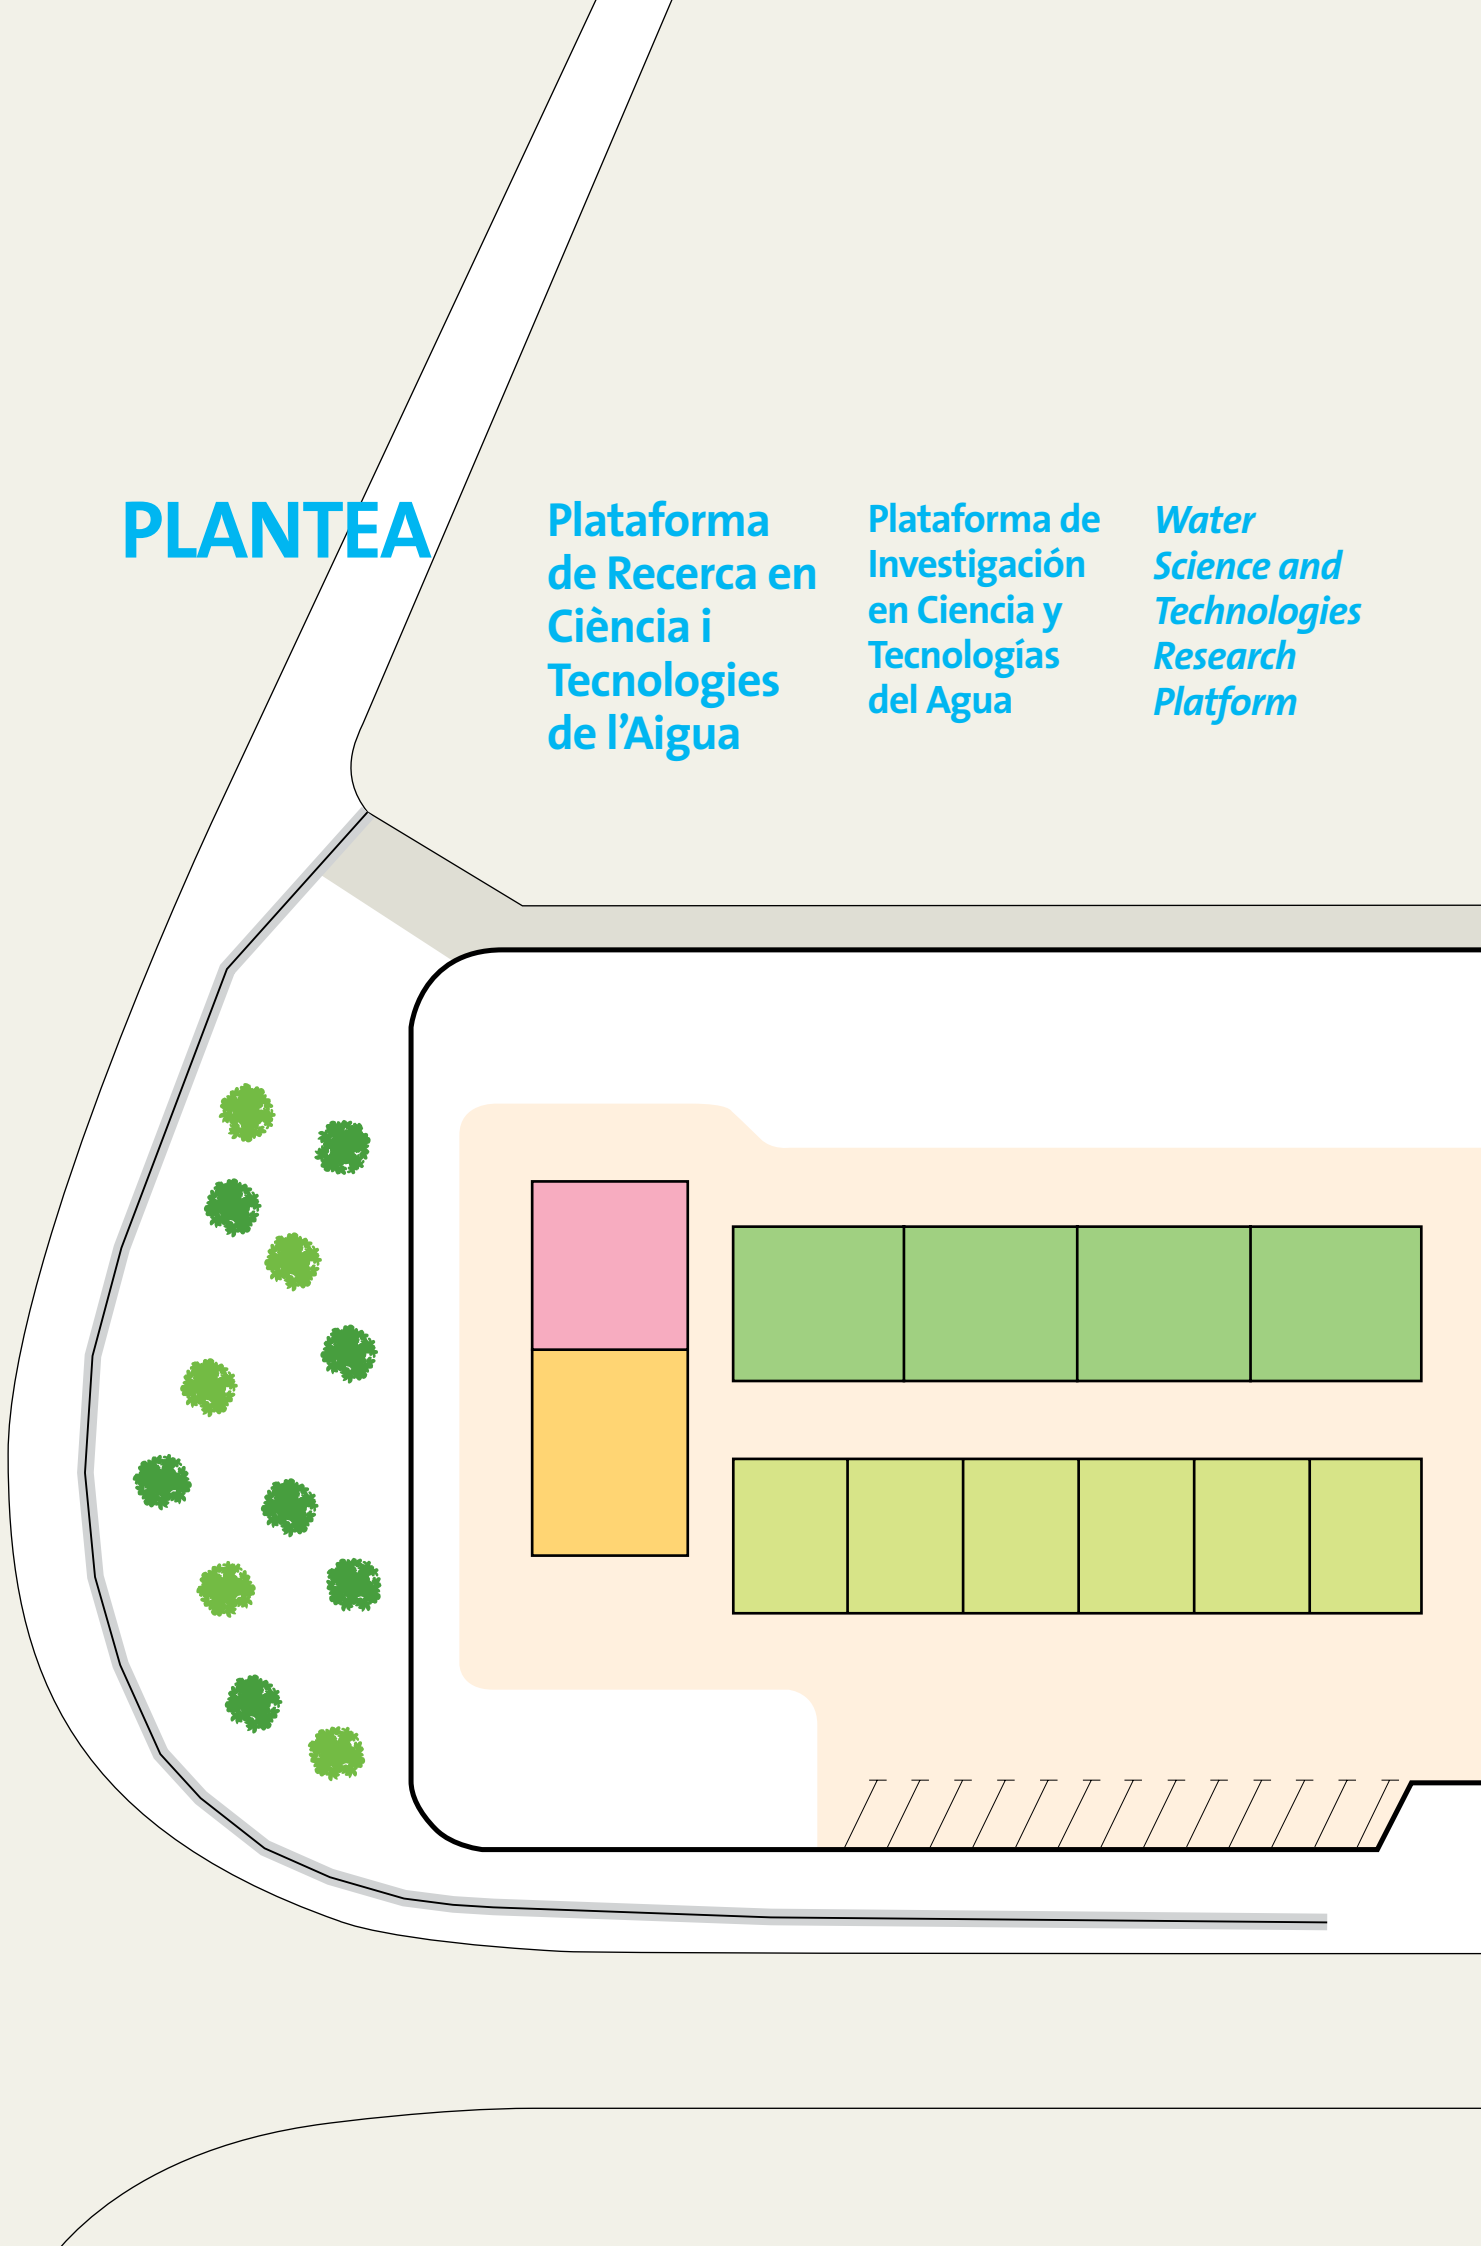 PLANTEA
Plataforma
de Recerca en
Ciència i
Tecnologies
de l’Aigua
Plataforma de
Investigación
en Ciencia y
Tecnologías
del Agua
Water
Science and
Technologies
Research
Platform